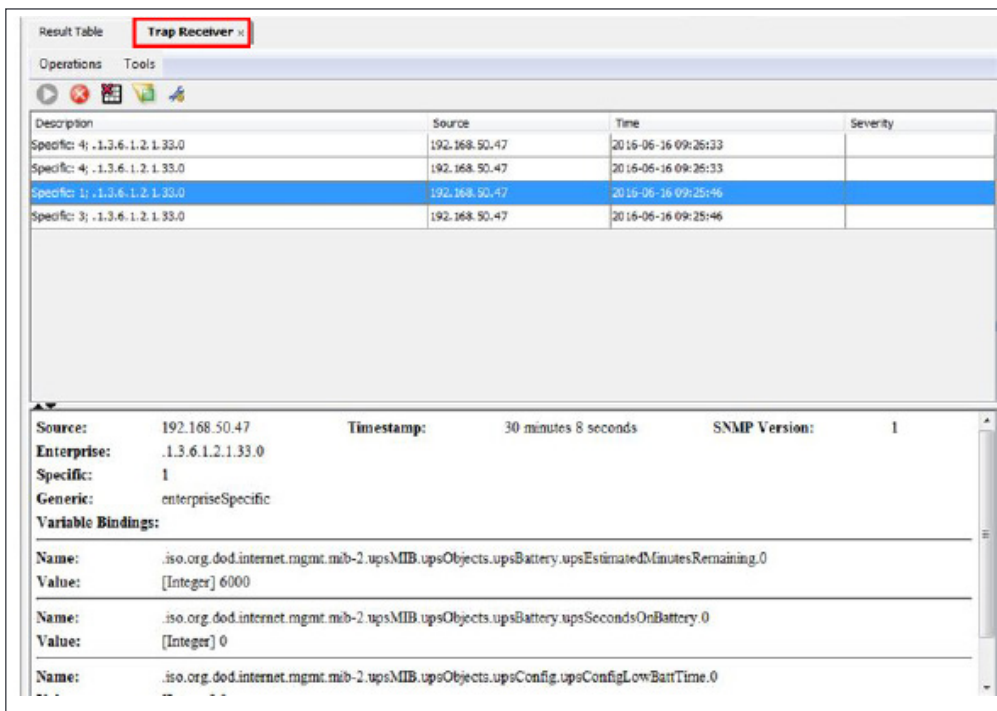 Result Table Trap Receiver ×
Operations Tools
Description Source Time Severity
Specific: 4; .1.3.6.1.2.1.33.0 192.168.50.47 2016-06-16 09:26:33
Specific: 4; .1.3.6.1.2.1.33.0 192.168.50.47 2016-06-16 09:26:33
Specific: 1; .1.3.6.1.2.1.33.0 192.168.50.47 2016-06-16 09:25:46
Specific: 3; .1.3.6.1.2.1.33.0 192.168.50.47 2016-06-16 09:25:46
Source: 192.168.50.47 Timestamp: 30 minutes 8 seconds SNMP Version: 1
Enterprise: .1.3.6.1.2.1.33.0
Specific: 1
Generic: enterpriseSpecific
Variable Bindings:
Name: .iso.org.dod.internet.mgmt.mib-2.upsMIB.upsObjects.upsBattery.upsEstimatedMinutesRemaining.0
Value: [Integer] 6000
Name: .iso.org.dod.internet.mgmt.mib-2.upsMIB.upsObjects.upsBattery.upsSecondsOnBattery.0
Value: [Integer] 0
Name: .iso.org.dod.internet.mgmt.mib-2.upsMIB.upsObjects.upsConfig.upsConfigLowBattTime.0